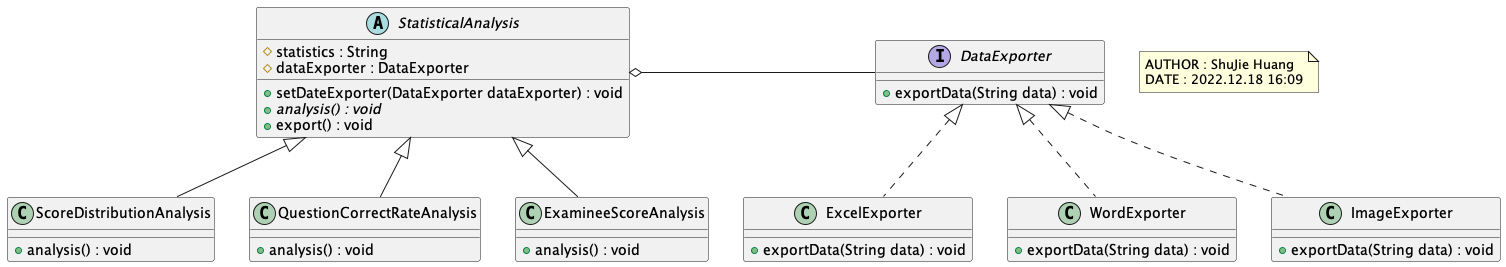 A StatisticalAnalysis
statistics : String
dataExporter : DataExporter
setDateExporter(DataExporter dataExporter) : void
analysis() : void
export() : void
I DataExporter
exportData(String data) : void
AUTHOR : ShuJie Huang
DATE : 2022.12.18 16:09
C ScoreDistributionAnalysis
analysis() : void
C QuestionCorrectRateAnalysis
analysis() : void
C ExamineeScoreAnalysis
analysis() : void
C ExcelExporter
exportData(String data) : void
C WordExporter
exportData(String data) : void
C ImageExporter
exportData(String data) : void